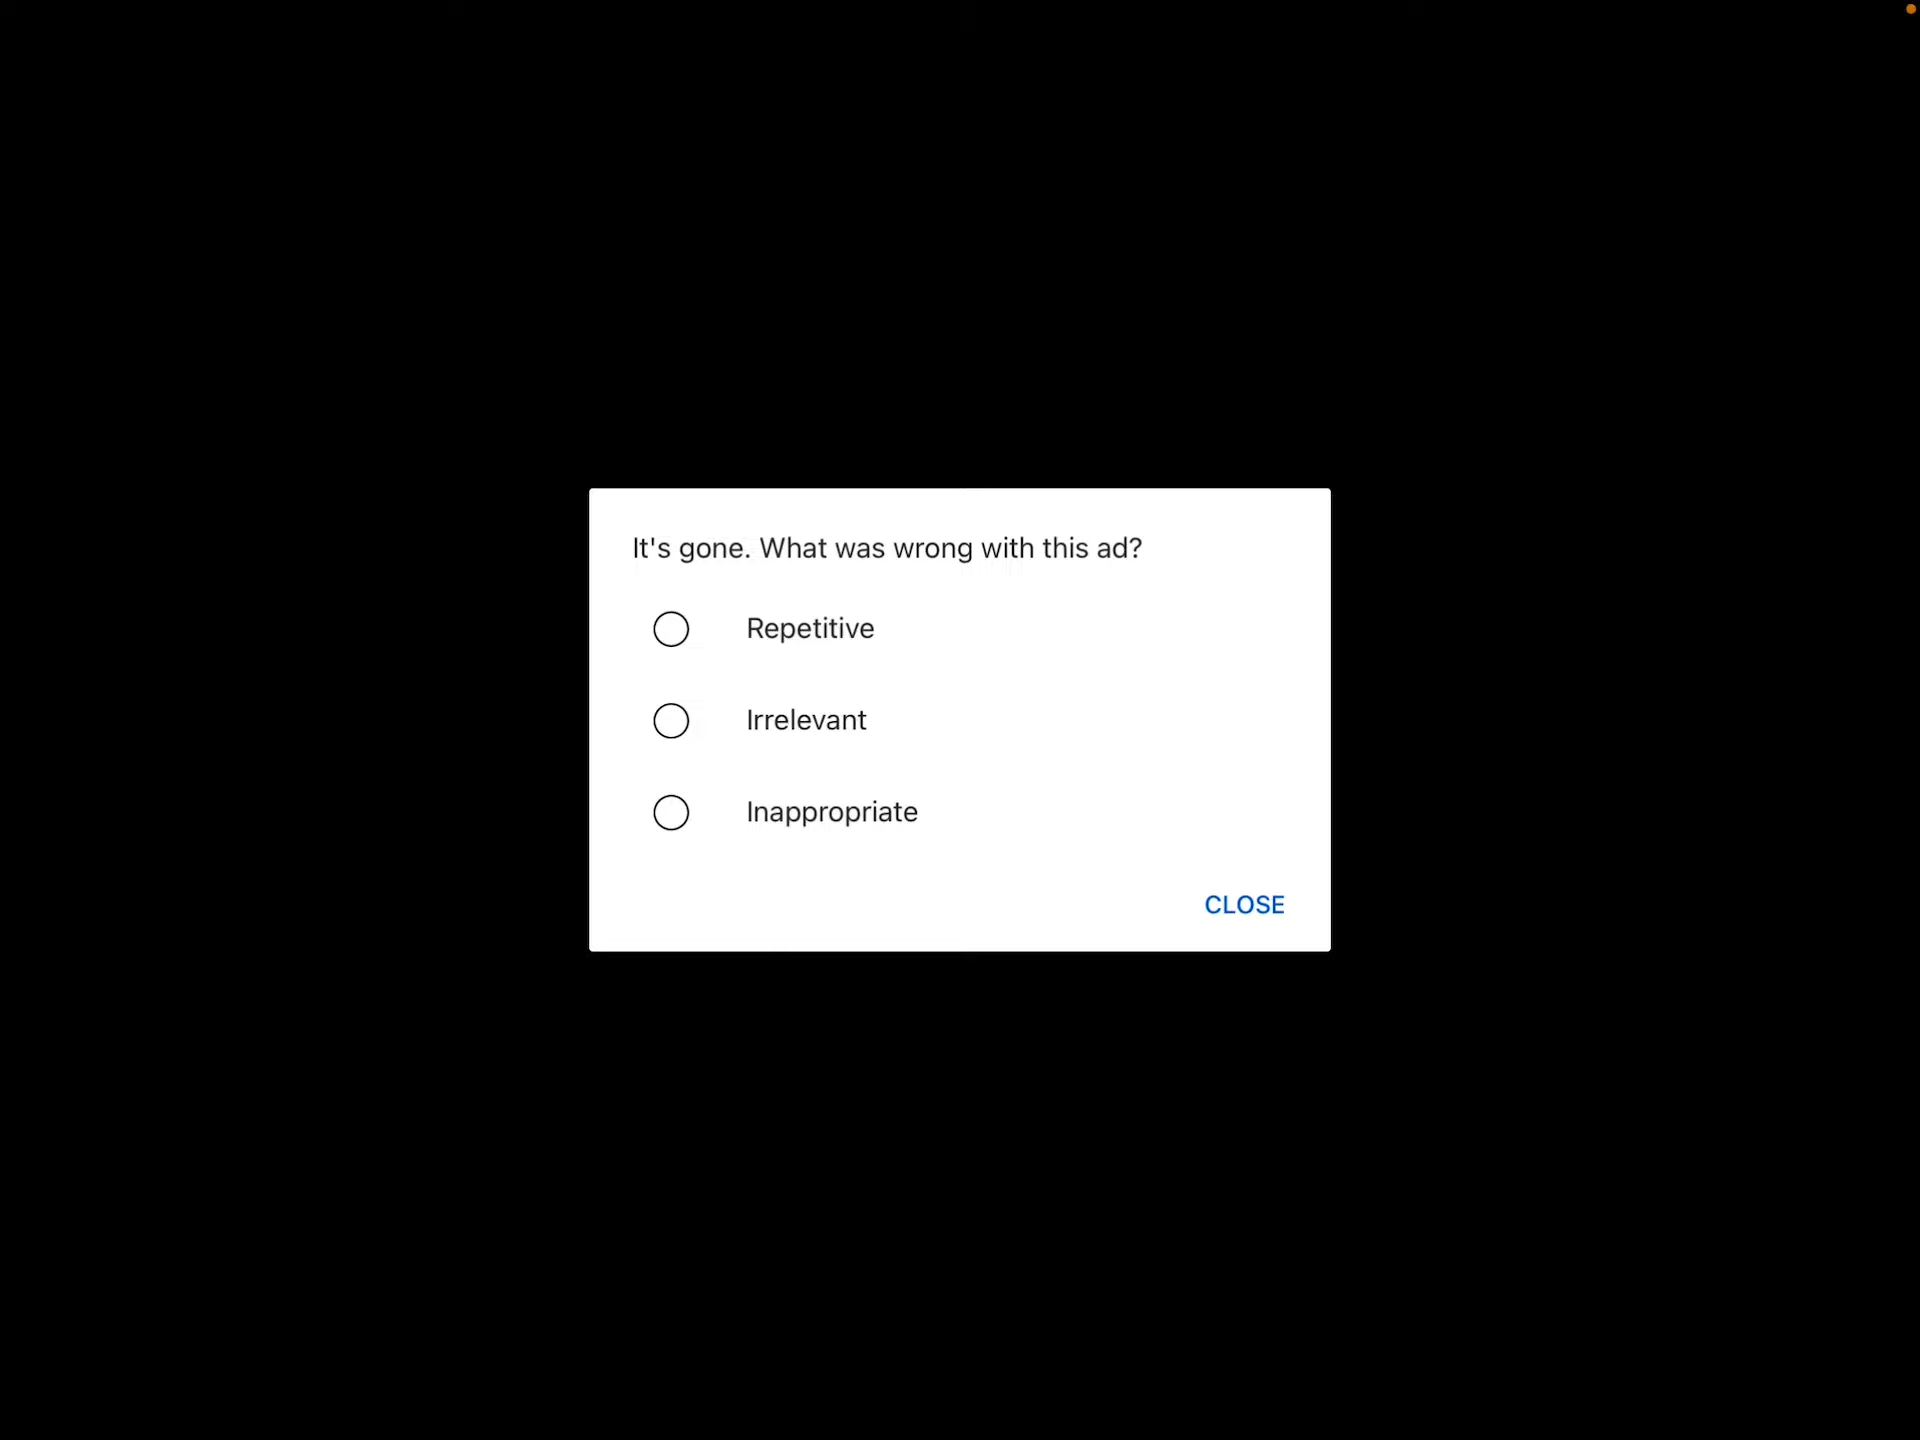 It's gone. What was wrong with this ad?
Repetitive
Irrelevant
Inappropriate
CLOSE